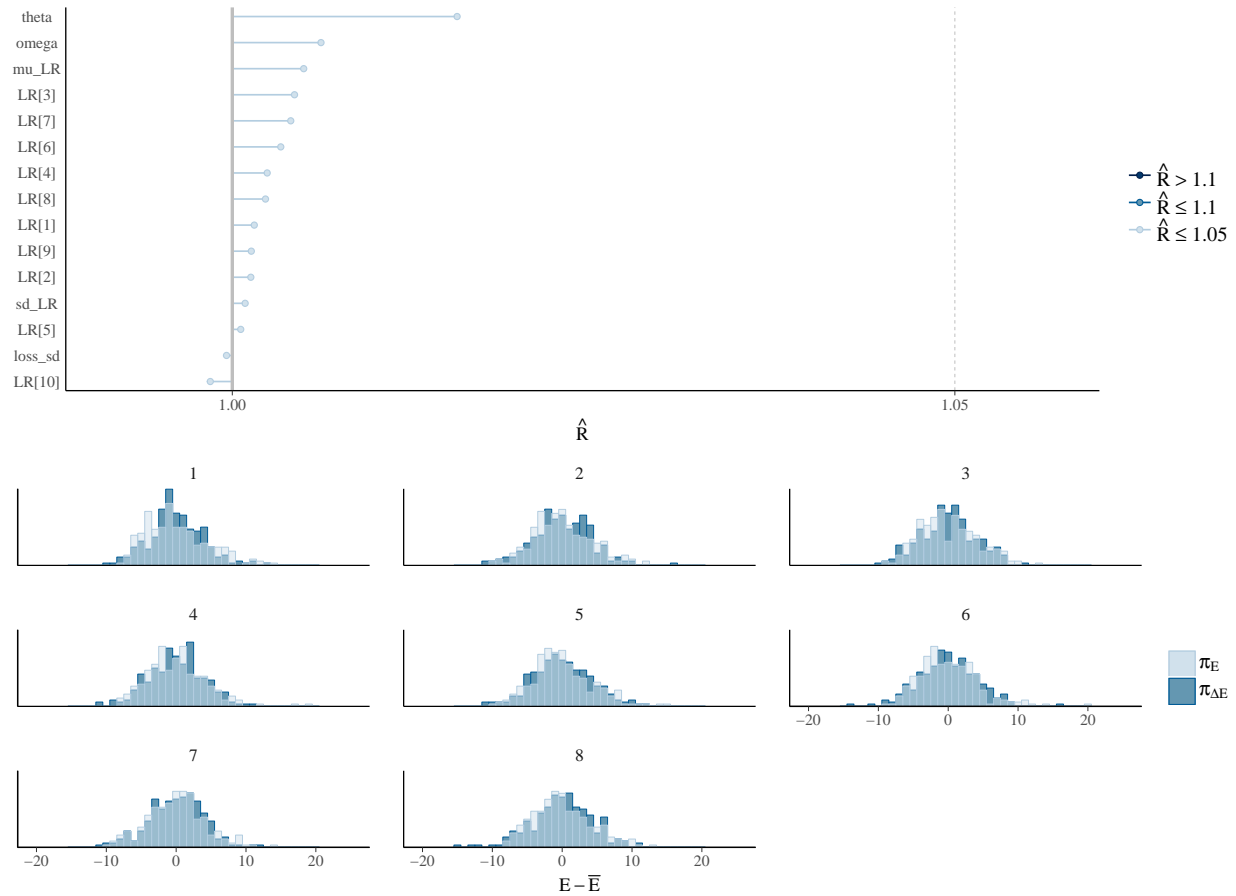 theta
omega
mu_LR
LR[3]
LR[7]
LR[6]
LR[4]
LR[8]
LR[1]
LR[9]
LR[2]
sd_LR
LR[5]
loss_sd
LR[10]
1.00 1.05
R̂
R̂ > 1.1
R̂ ≤ 1.1
R̂ ≤ 1.05
1 2 3
4 5 6
−20 −10 0 10 20
π_E
π_ΔE
7 8
−20 −10 0 10 20 −20 −10 0 10 20
E − E̅